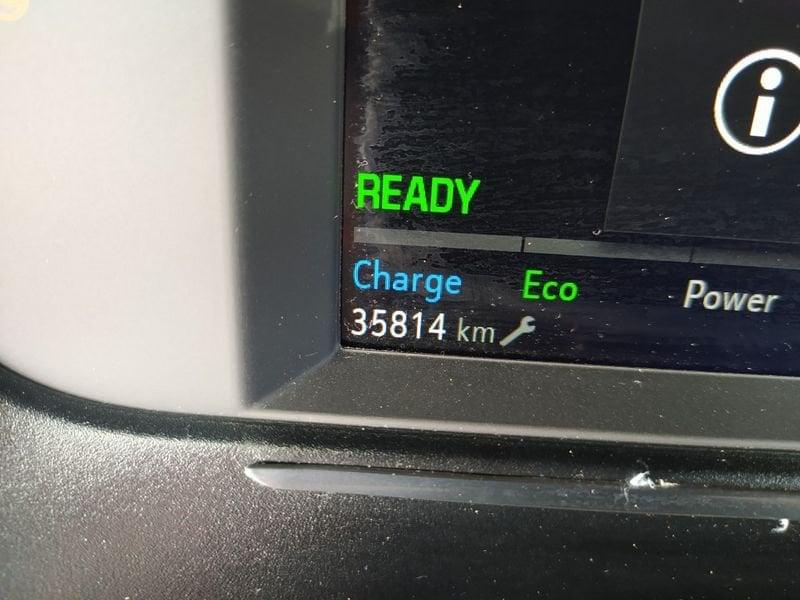 READY
Charge Eco Power
35814 km